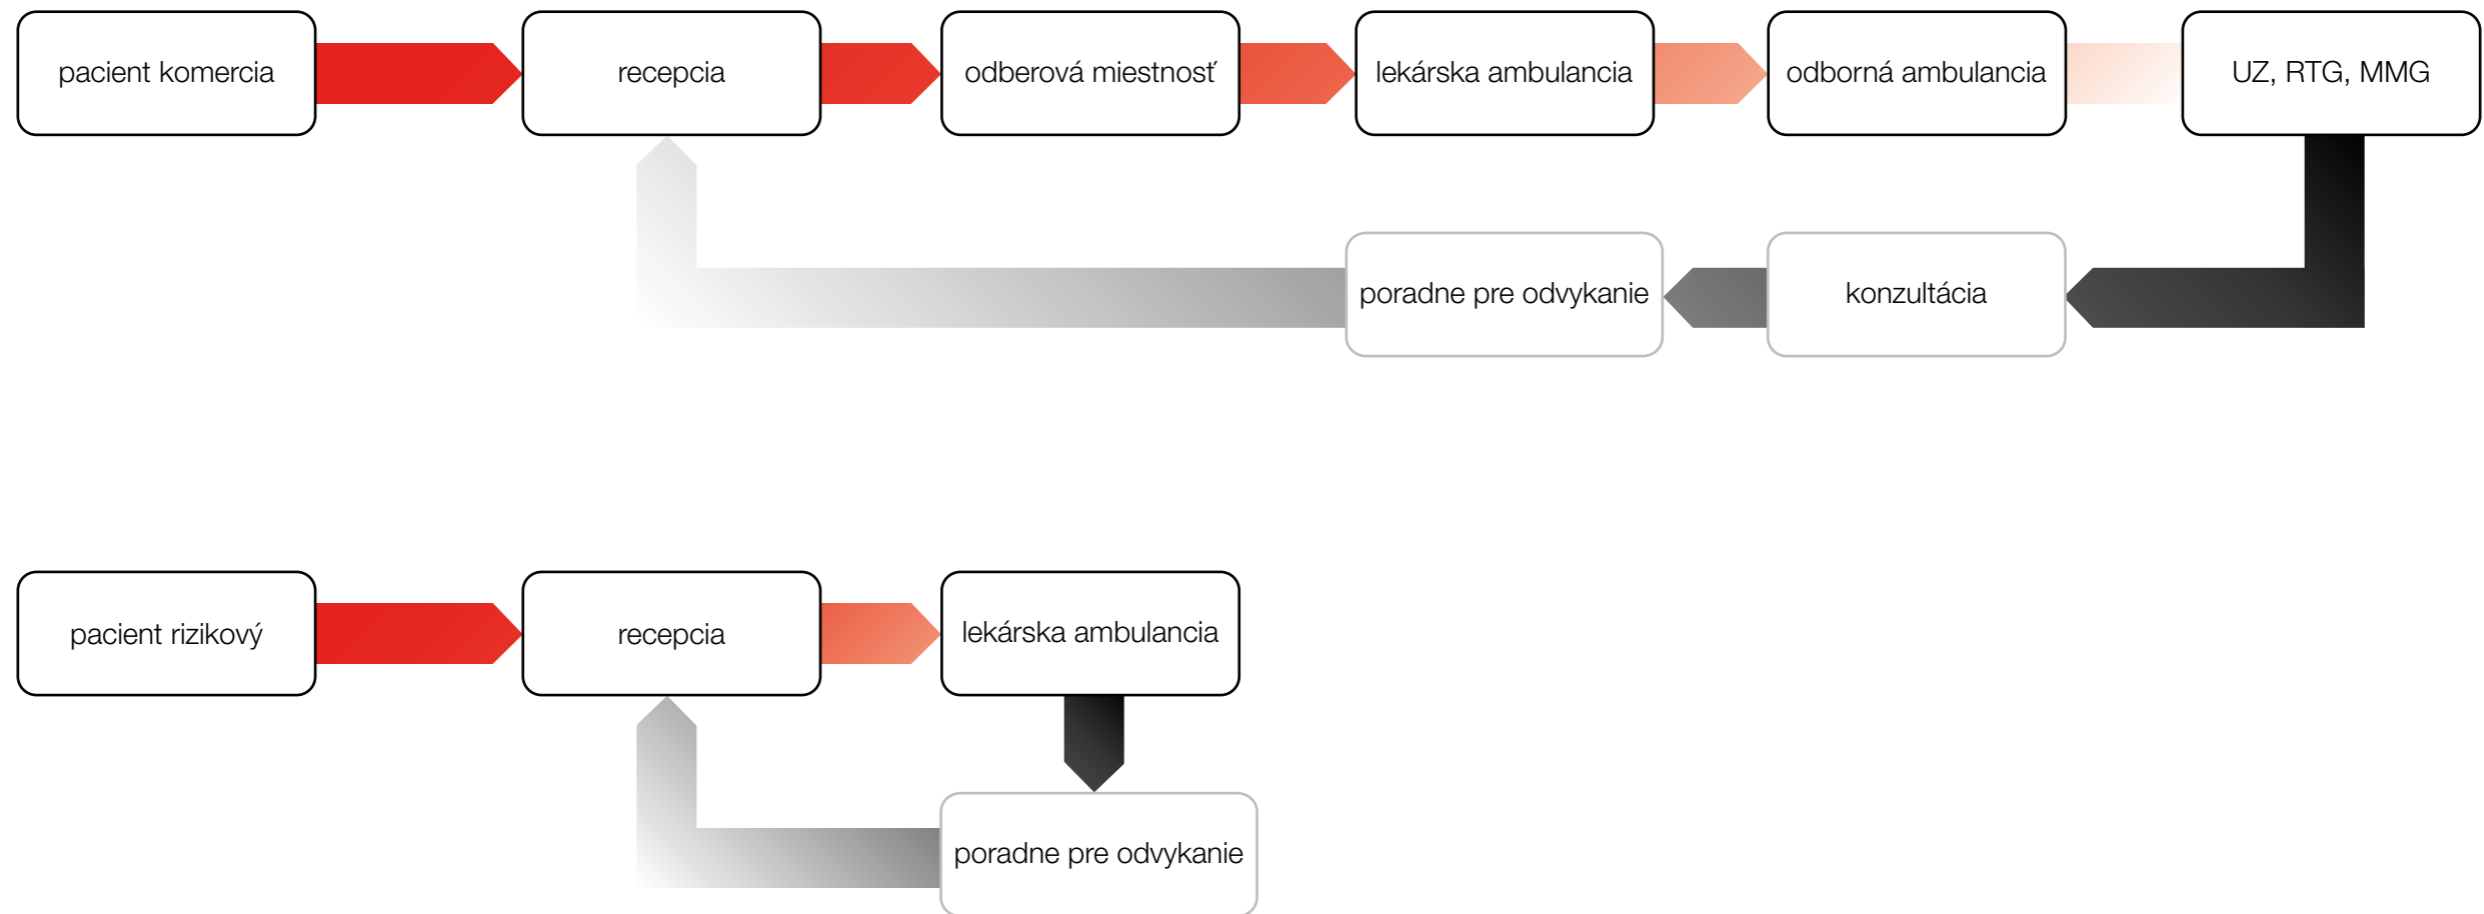 pacient komercia
recepcia
odberová miestnosť
lekárska ambulancia
odborná ambulancia
UZ, RTG, MMG
poradne pre odvykanie
konzultácia
pacient rizikový
recepcia
lekárska ambulancia
poradne pre odvykanie